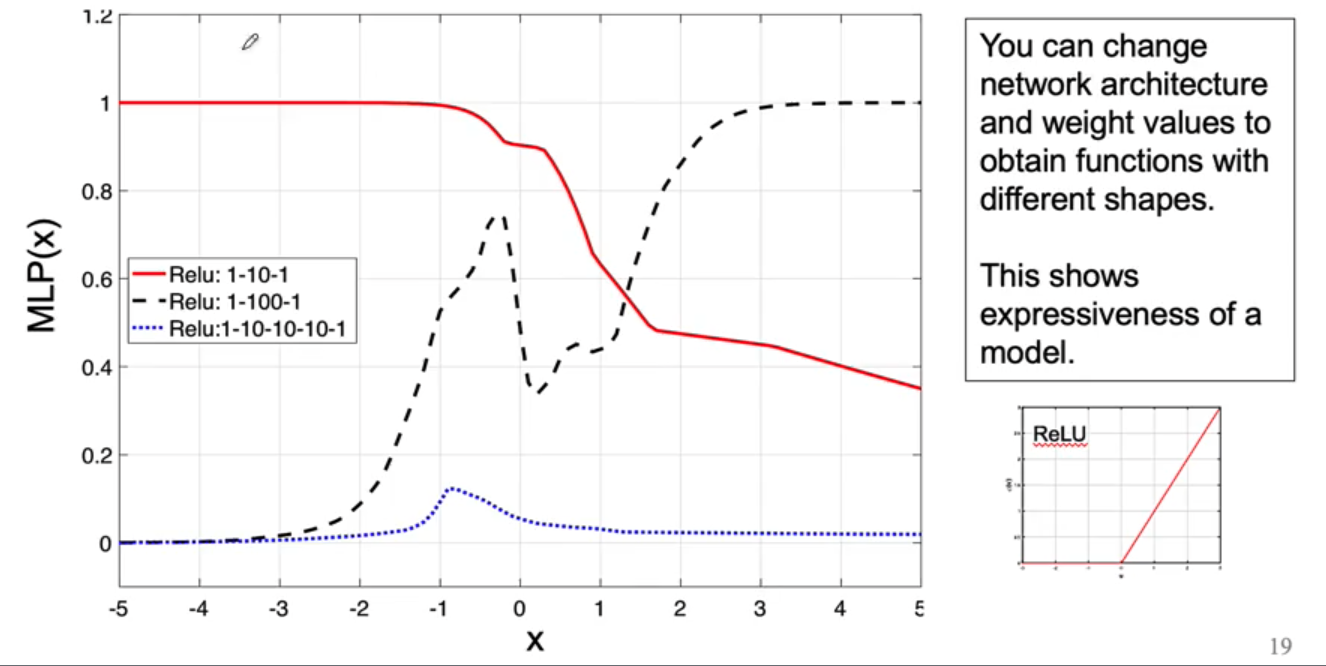 1.2
1
0.8
0.6
0.4
0.2
0
MLP(x)
Relu: 1-10-1
Relu: 1-100-1
Relu:1-10-10-10-1
-5 -4 -3 -2 -1 0 1 2 3 4 5
x
You can change
network architecture
and weight values to
obtain functions with
different shapes.
This shows
expressiveness of a
model.
ReLU
19